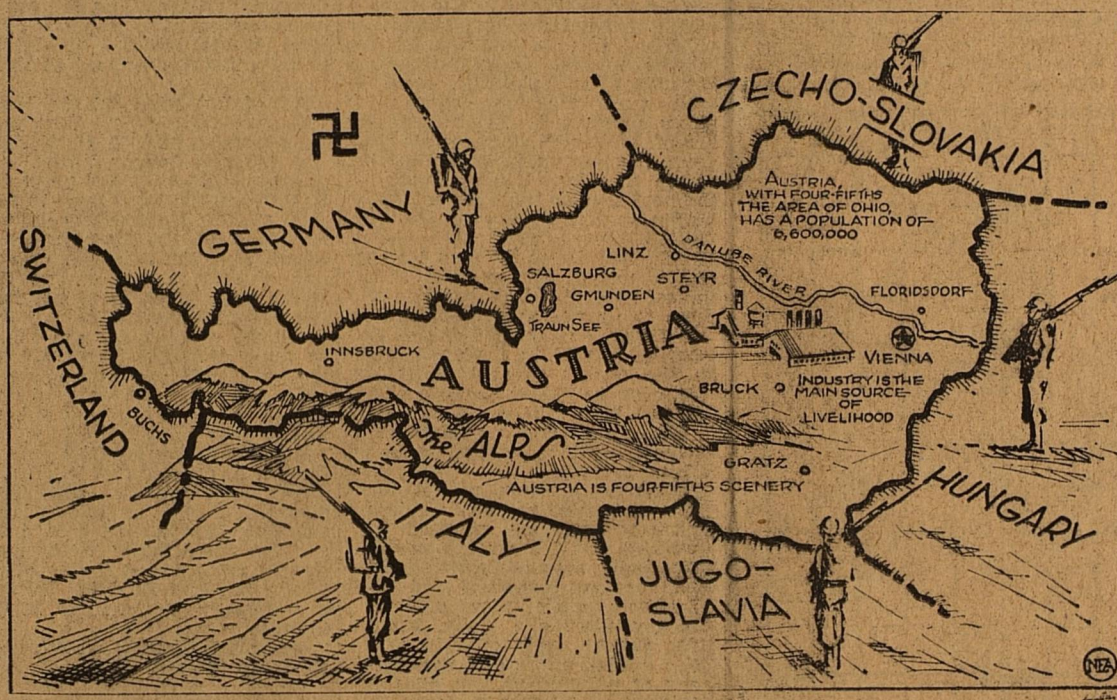 CZECHO-SLOVAKIA
GERMANY
SWITZERLAND
AUSTRIA,
WITH FOUR-FIFTHS
THE AREA OF OHIO,
HAS A POPULATION OF
6,600,000
LINZ
DANUBE RIVER
SALZBURG
STEYR
GMUNDEN
FLORIDSDORF
TRAUN SEE
AUSTRIA
INNSBRUCK
VIENNA
BRUCK
INDUSTRY IS THE
MAIN SOURCE
OF
LIVELIHOOD
BUCHS
The ALPS
GRATZ
AUSTRIA IS FOUR-FIFTHS SCENERY
ITALY
HUNGARY
JUGO-
SLAVIA
NEA